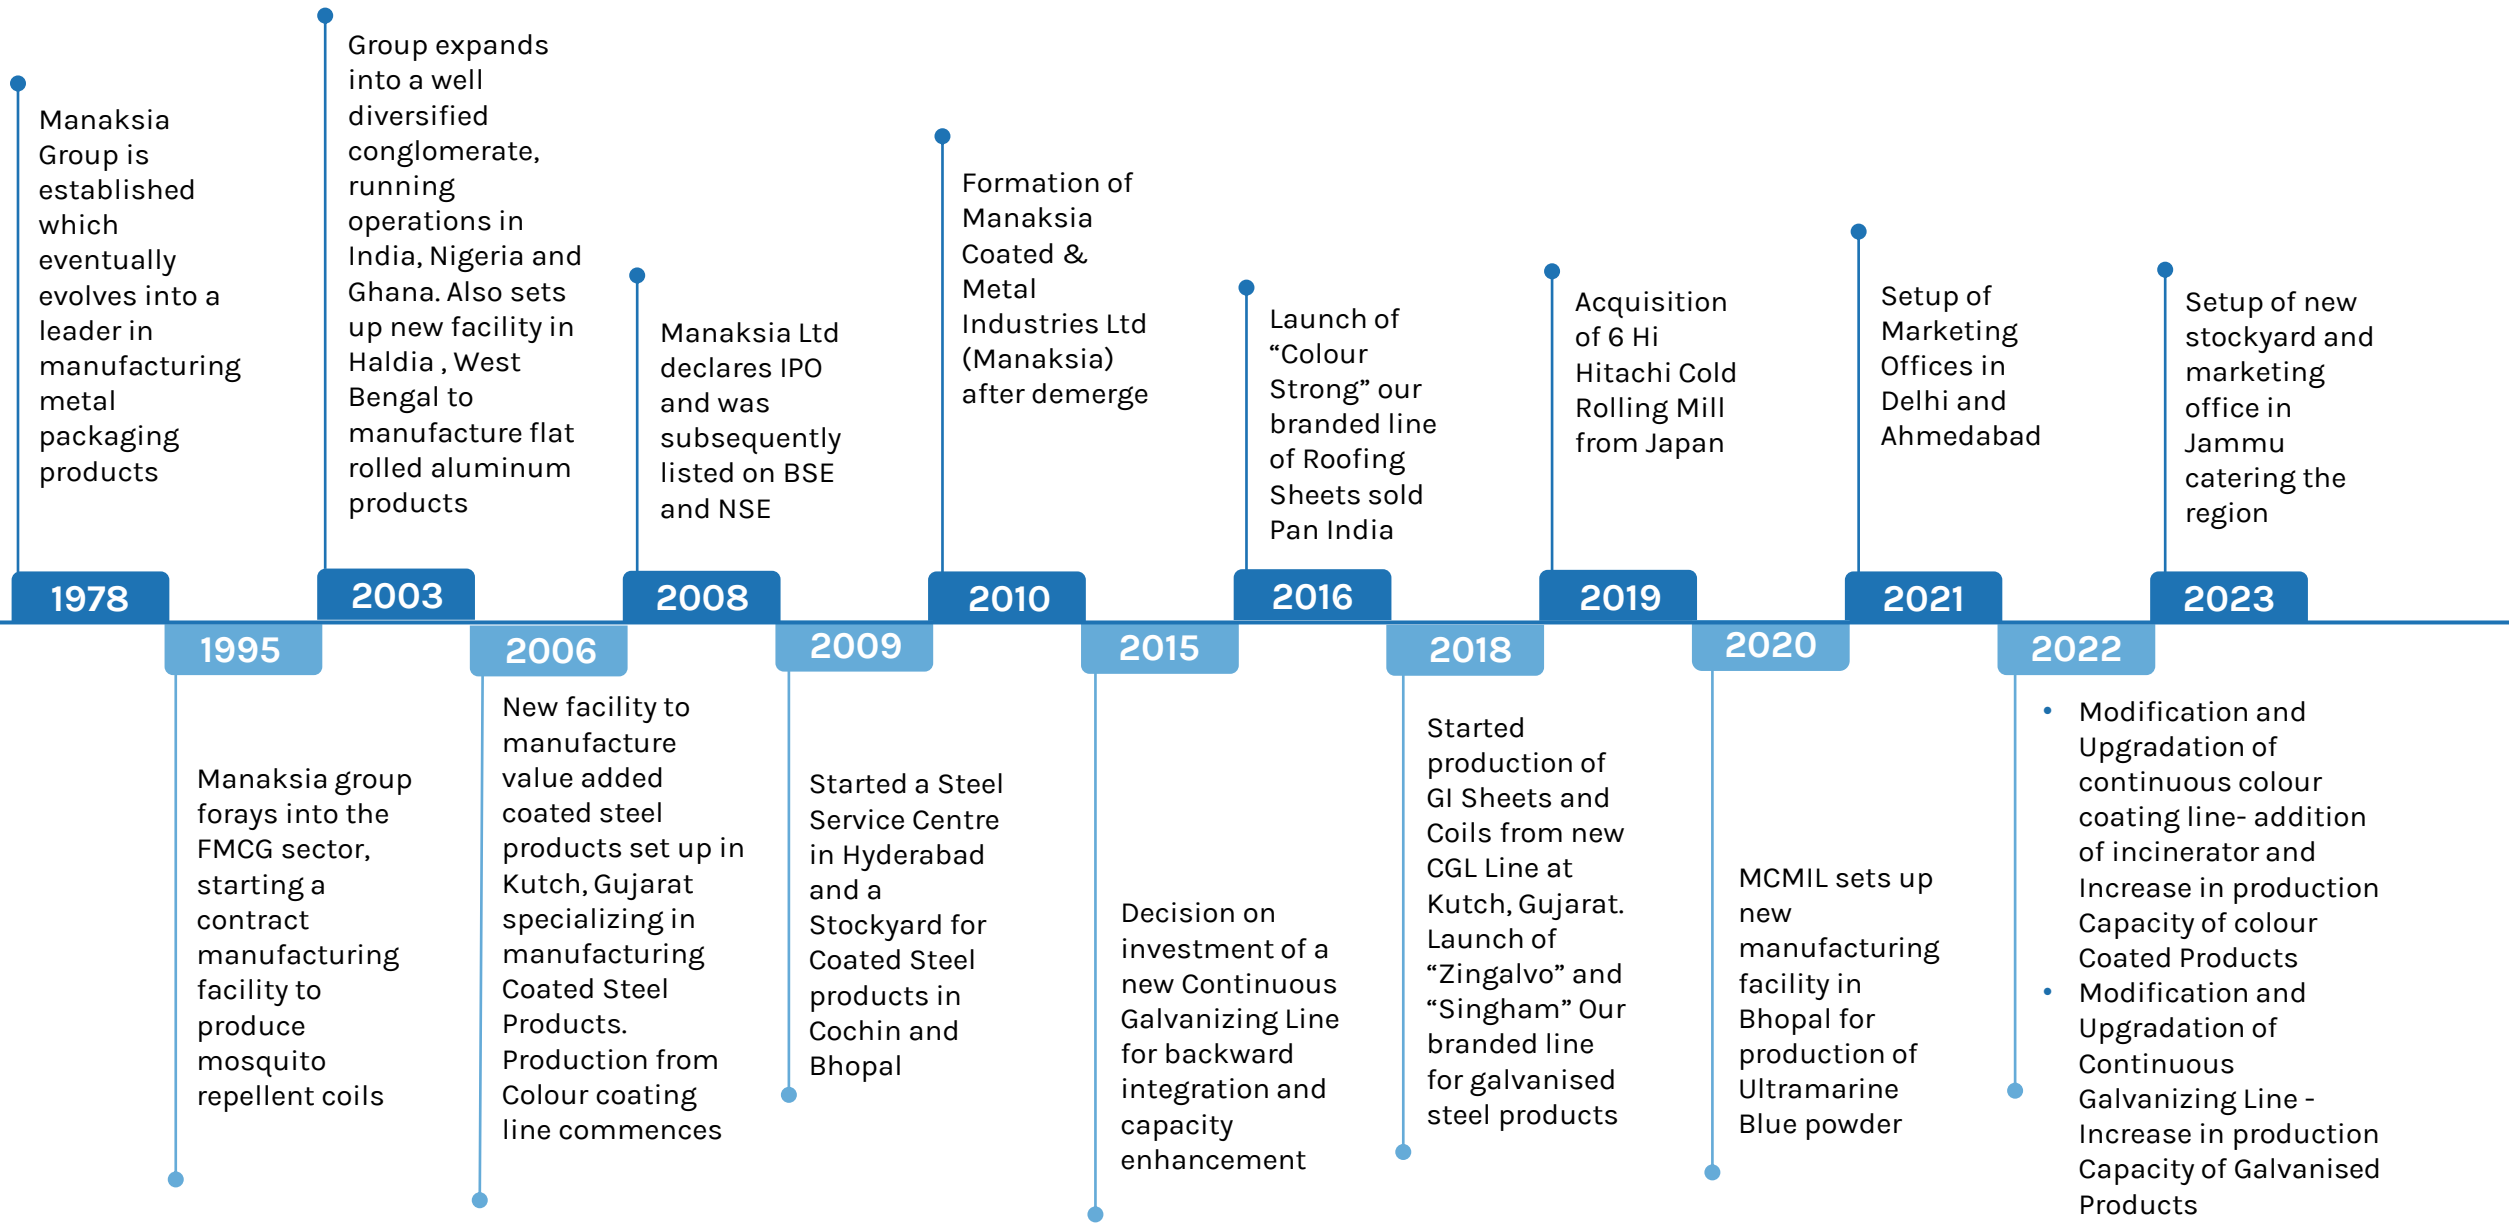 Manaksia
Group is
established
which
eventually
evolves into a
leader in
manufacturing
metal
packaging
products
1978
1995
Manaksia group
forays into the
FMCG sector,
starting a
contract
manufacturing
facility to
produce
mosquito
repellent coils
Group expands
into a well
diversified
conglomerate,
running
operations in
India, Nigeria and
Ghana. Also sets
up new facility in
Haldia , West
Bengal to
manufacture flat
rolled aluminum
products
2003
2006
New facility to
manufacture
value added
coated steel
products set up in
Kutch, Gujarat
specializing in
manufacturing
Coated Steel
Products.
Production from
Colour coating
line commences
Manaksia Ltd
declares IPO
and was
subsequently
listed on BSE
and NSE
2008
2009
Started a Steel
Service Centre
in Hyderabad
and a
Stockyard for
Coated Steel
products in
Cochin and
Bhopal
Formation of
Manaksia
Coated &
Metal
Industries Ltd
(Manaksia)
after demerge
2010
2015
Decision on
investment of a
new Continuous
Galvanizing Line
for backward
integration and
capacity
enhancement
Launch of
“Colour
Strong” our
branded line
of Roofing
Sheets sold
Pan India
2016
2018
Started
production of
GI Sheets and
Coils from new
CGL Line at
Kutch, Gujarat.
Launch of
“Zingalvo” and
“Singham” Our
branded line
for galvanised
steel products
Acquisition
of 6 Hi
Hitachi Cold
Rolling Mill
from Japan
2019
2020
MCMIL sets up
new
manufacturing
facility in
Bhopal for
production of
Ultramarine
Blue powder
Setup of
Marketing
Offices in
Delhi and
Ahmedabad
2021
2022
• Modification and
Upgradation of
continuous colour
coating line- addition
of incinerator and
Increase in production
Capacity of colour
Coated Products
• Modification and
Upgradation of
Continuous
Galvanizing Line -
Increase in production
Capacity of Galvanised
Products
Setup of new
stockyard and
marketing
office in
Jammu
catering the
region
2023